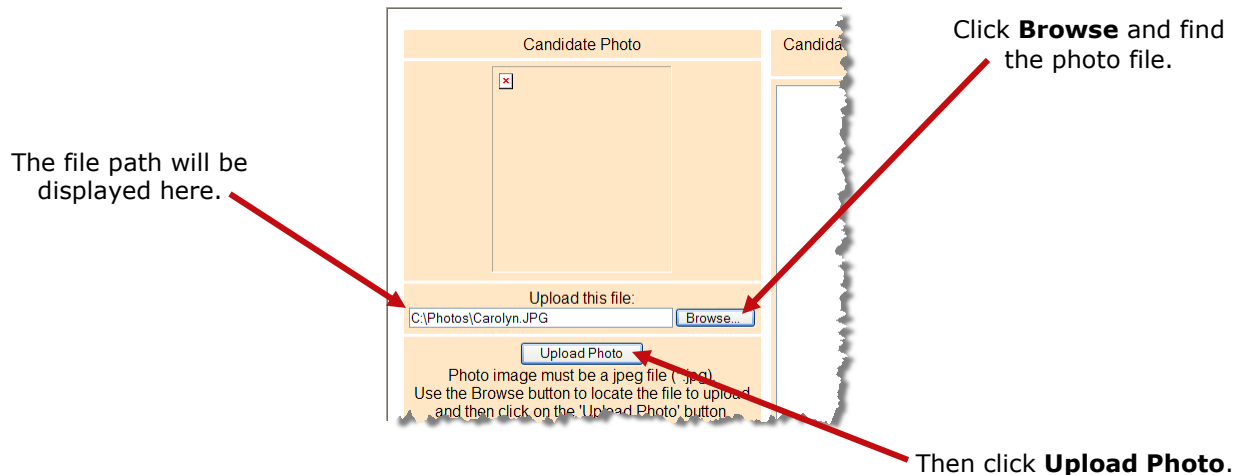 Click Browse and find
the photo file.
Candidate Photo
Candida
The file path will be
displayed here.
Upload this file:
C:\Photos\Carolyn.JPG
Browse...
Upload Photo
Photo image must be a jpeg file (*.jpg).
Use the Browse button to locate the file to upload
and then click on the 'Upload Photo' button
Then click Upload Photo.